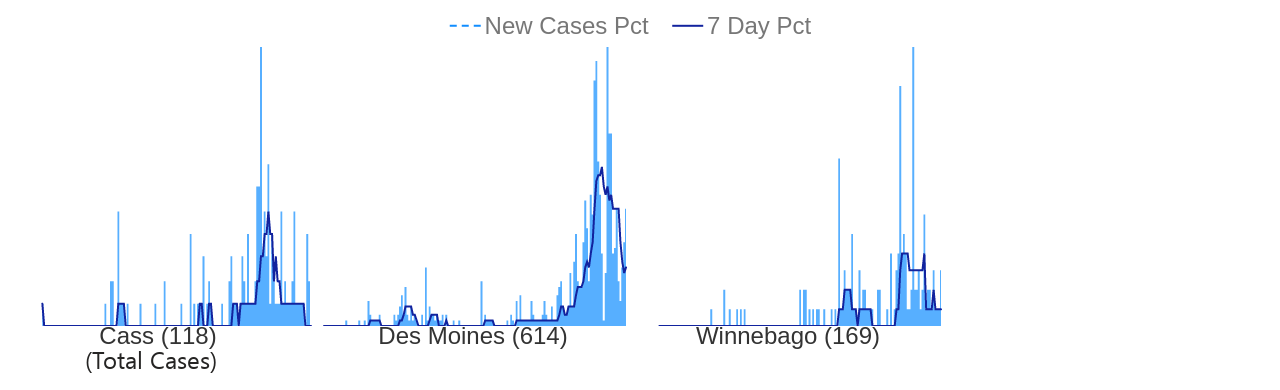 New Cases Pct 7 Day Pct
Cass (118) Des Moines (614) Winnebago (169)
(Total Cases)